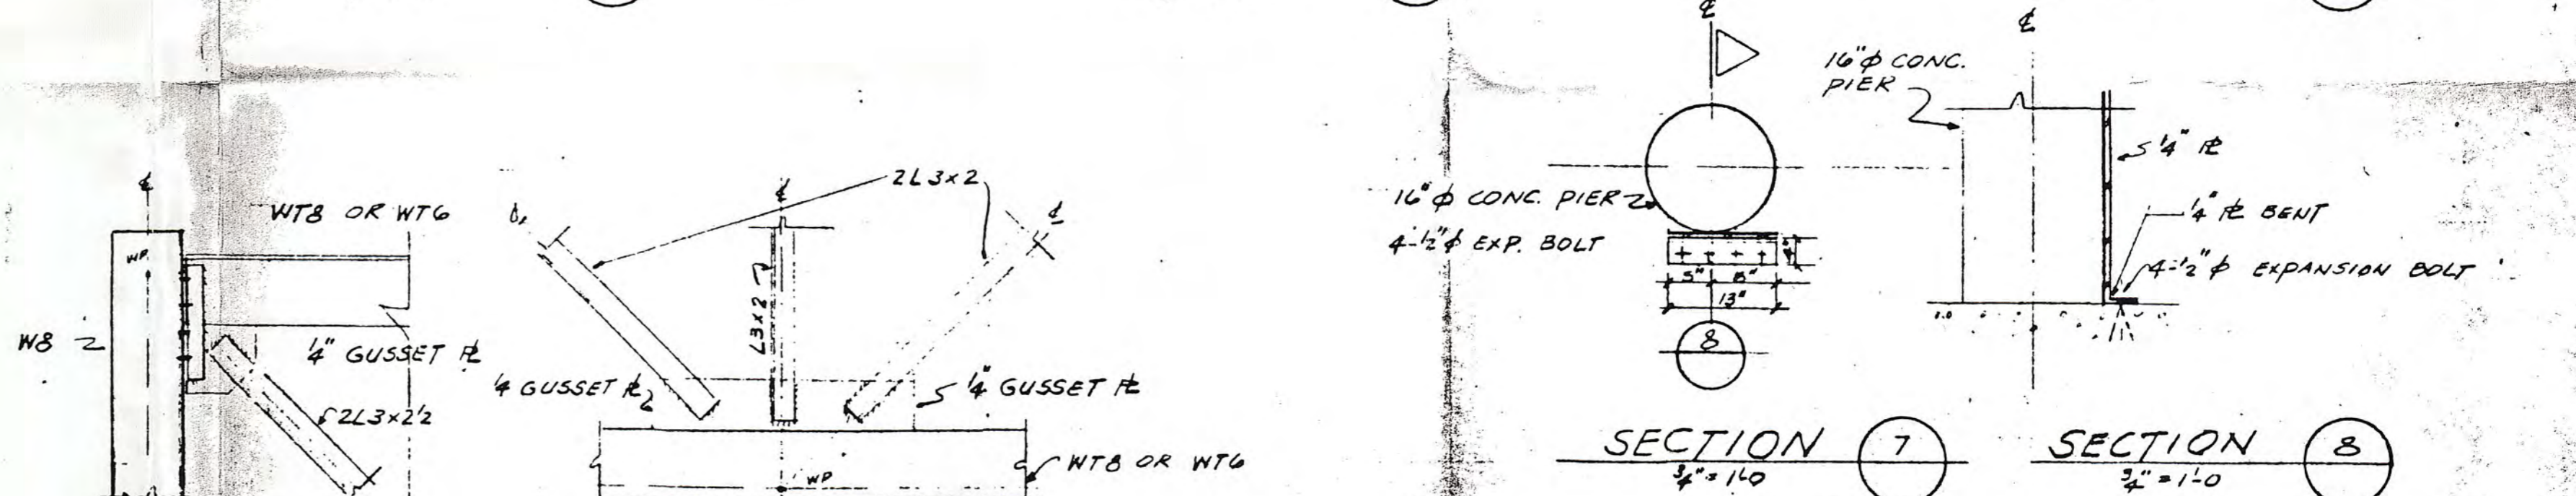 ℄
WT8 OR WT6
WP
W8
1/4" GUSSET PL
2L3×2 1/2
℄
2L3×2
℄
L3×2
1/4 GUSSET PL
1/4" GUSSET PL
WT8 OR WT6
WP
℄
16"φ CONC. PIER
4-1/2"φ EXP. BOLT
5" 8"
13"
8
SECTION 7
3/4" = 1'-0
℄
16"φ CONC.
PIER
1/4" PL
1/4" PL BENT
4-1/2"φ EXPANSION BOLT
SECTION 8
3/4" = 1'-0